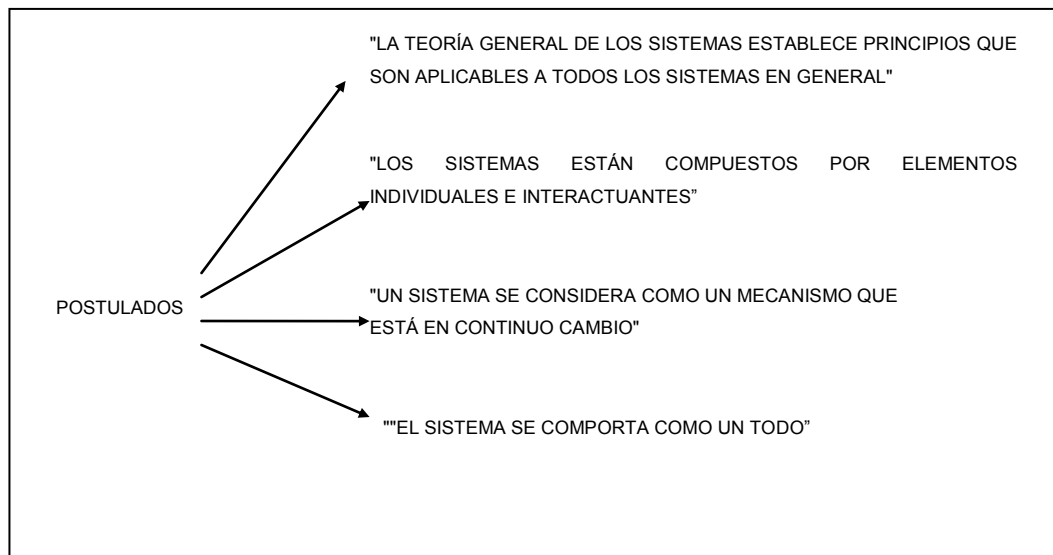 "LA TEORÍA GENERAL DE LOS SISTEMAS ESTABLECE PRINCIPIOS QUE
SON APLICABLES A TODOS LOS SISTEMAS EN GENERAL"
"LOS SISTEMAS ESTÁN COMPUESTOS POR ELEMENTOS
INDIVIDUALES E INTERACTUANTES”
POSTULADOS
"UN SISTEMA SE CONSIDERA COMO UN MECANISMO QUE
ESTÁ EN CONTINUO CAMBIO"
""EL SISTEMA SE COMPORTA COMO UN TODO”